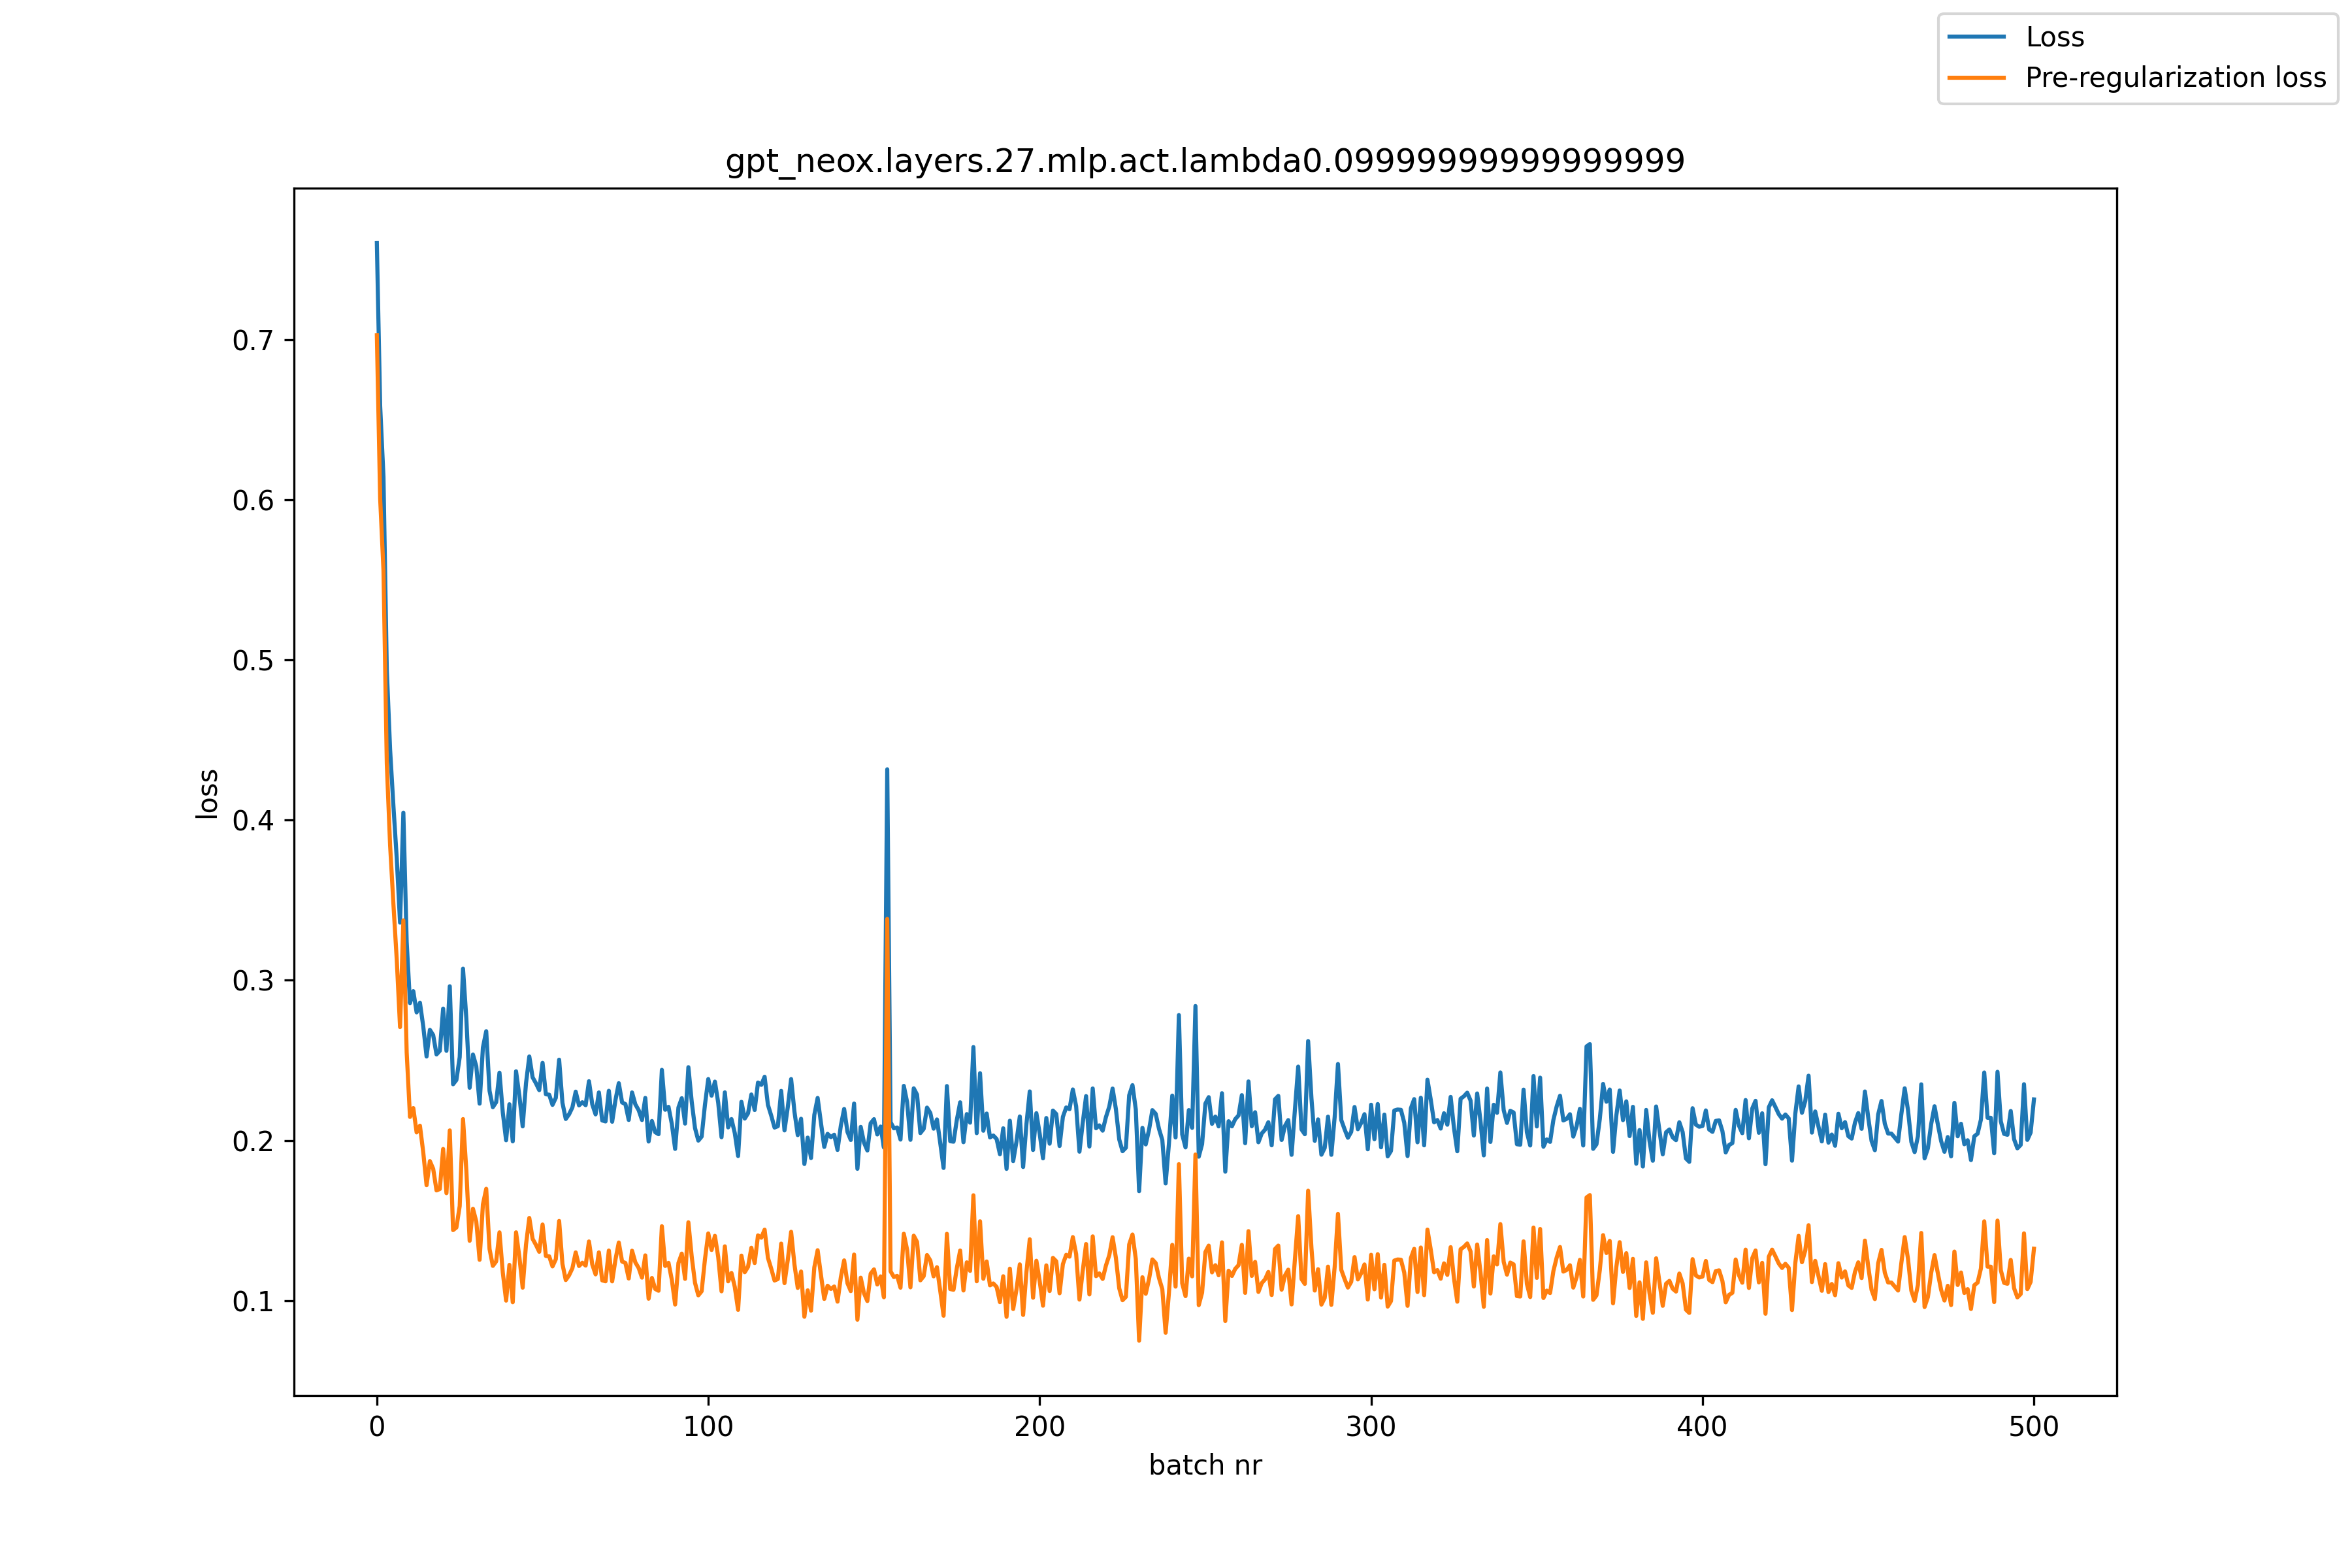 Loss
Pre-regularization loss
gpt_neox.layers.27.mlp.act.lambda0.09999999999999999
loss
0.7
0.6
0.5
0.4
0.3
0.2
0.1
0
100
200
300
400
500
batch nr